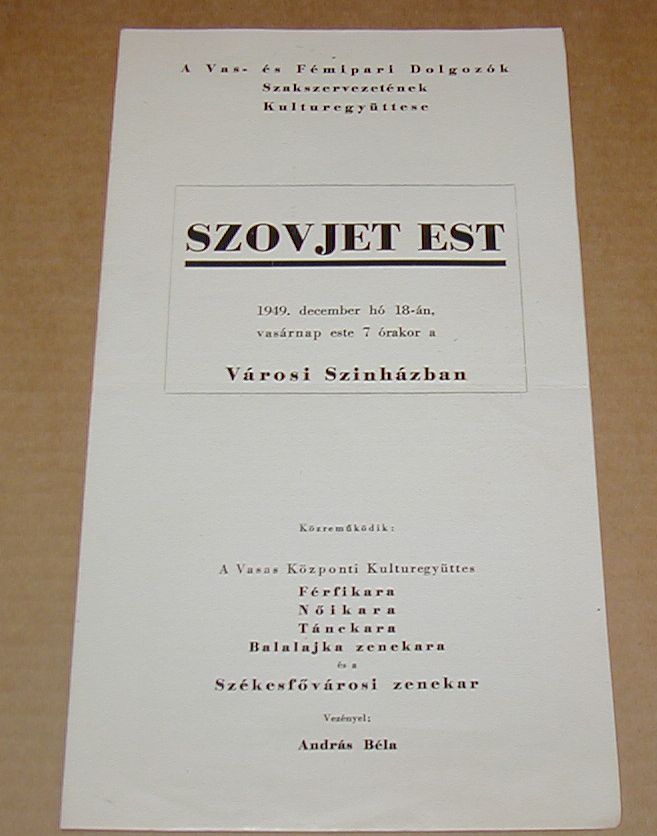 A Vas- és Fémipari Dolgozók
Szakszervezetének
Kulturegyüttese
SZOVJET EST
1949. december hó 18-án,
vasárnap este 7 órakor a
Városi Szinházban
Közreműködik:
A Vasas Központi Kulturegyüttes
Férfikara
Nőikara
Tánckara
Balalajka zenekara
és a
Székesfővárosi zenekar
Vezényel:
András Béla